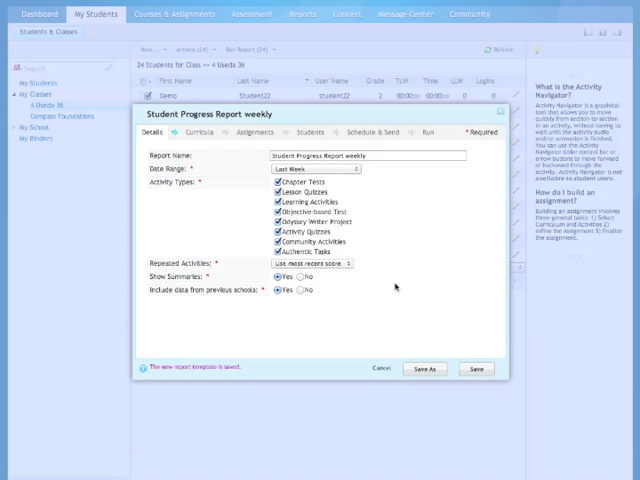 Dashboard My Students Courses & Assignments Assessment Reports Content Message Center Community
Students & Classes
New... Actions (24) Run Report (24) Refresh
Search
24 Students for Class >> 4 Useda 36
First Name Last Name User Name Grade TLW Time LLW Logins
Demo Student22 student22 2 00:00 00:00 0 0
My Students
My Classes
4 Useda 36
Compass Foundations
My School
My Binders
Student Progress Report weekly
Details Curricula Assignments Students Schedule & Send Run * Required
Report Name: Student Progress Report weekly
Date Range: * Last Week
Activity Types: * Chapter Tests
Lesson Quizzes
Learning Activities
Objective-based Test
Odyssey Writer Project
Activity Quizzes
Community Activities
Authentic Tasks
Repeated Activities: * Use most recent score
Show Summaries: * Yes No
Include data from previous schools: * Yes No
The new report template is saved. Cancel Save As Save
What is the Activity
Navigator?
Activity Navigator is a graphical
tool that allows you to move
quickly from section-to-section
in an activity, without having to
wait until the activity audio
and/or animation is finished.
You can use the Activity
Navigator slider control bar or
arrow buttons to move forward
or backward through the
activity. Activity Navigator is not
available to student users.
How do I build an
assignment?
Building an assignment involves
three general tasks: 1) Select
Curriculum and Activities 2)
refine the Assignment 3) Finalize
the assignment.